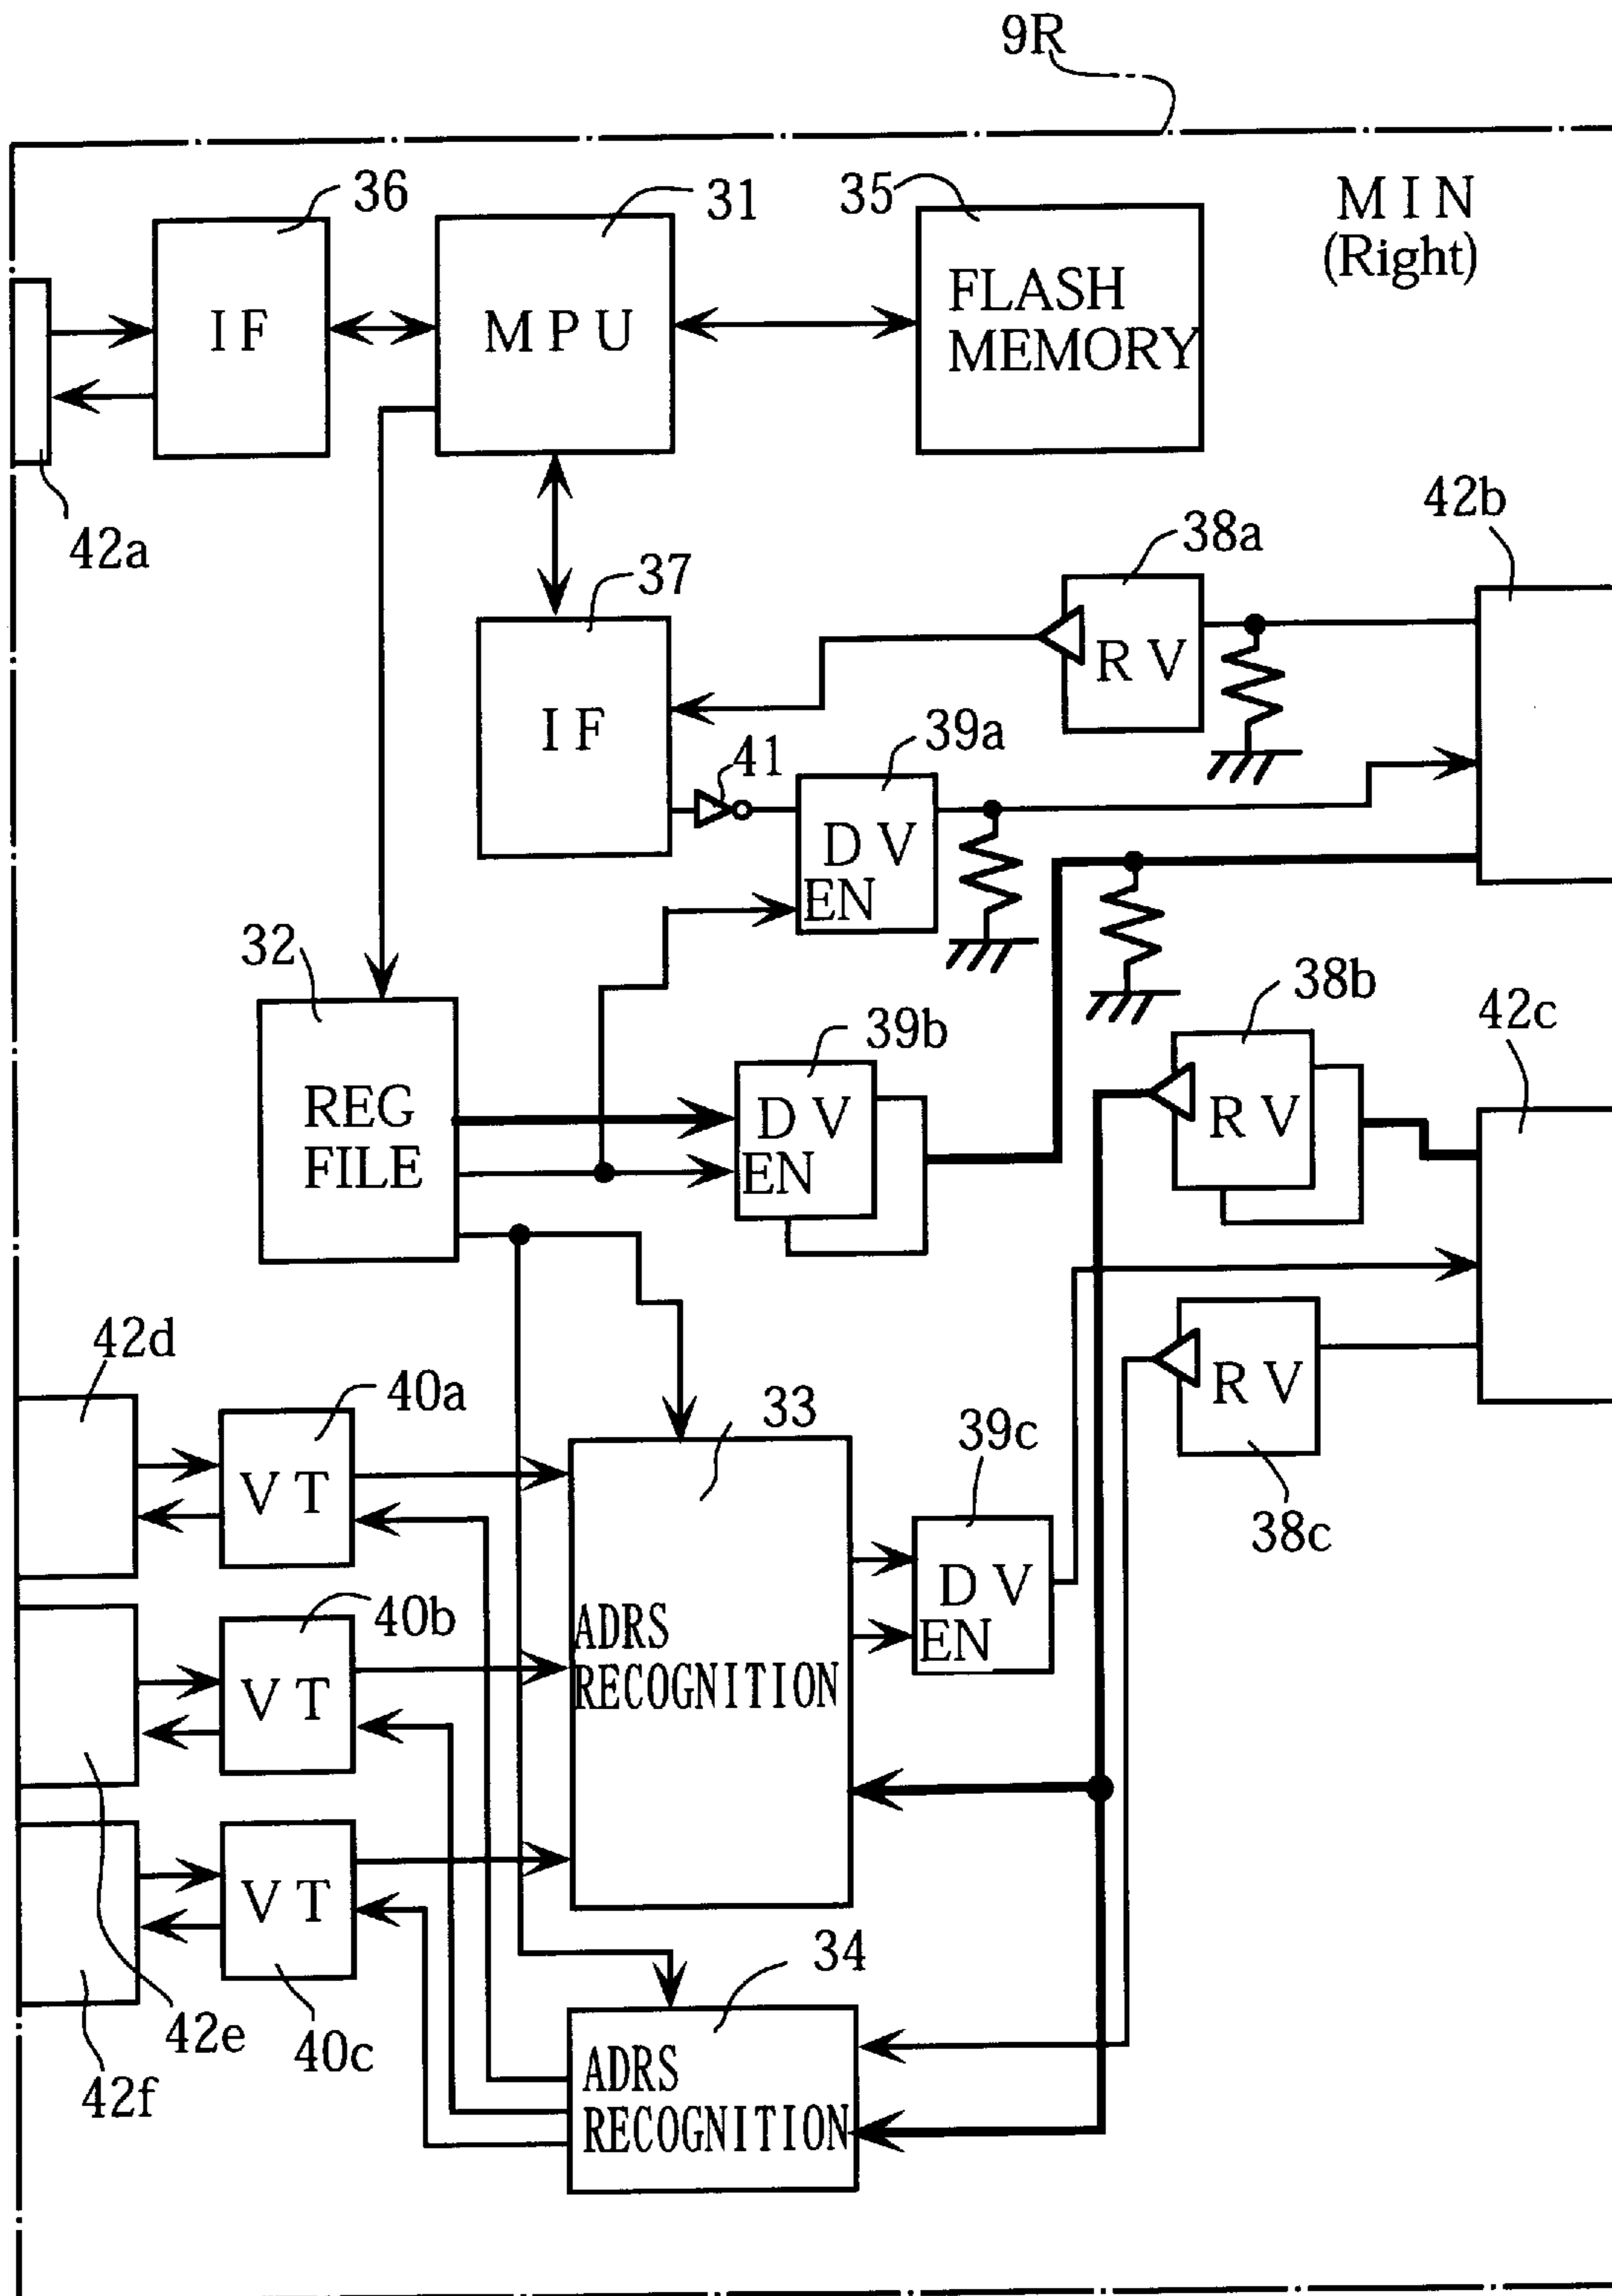 9R
MIN
(Right)
36
31
35
IF
MPU
FLASH
MEMORY
42a
42b
38a
37
RV
IF
41
39a
DV
EN
32
38b
39b
42c
REG
FILE
DV
EN
RV
42d
40a
33
39c
RV
VT
38c
DV
EN
40b
ADRS
RECOGNITION
VT
VT
34
42e
40c
42f
ADRS
RECOGNITION